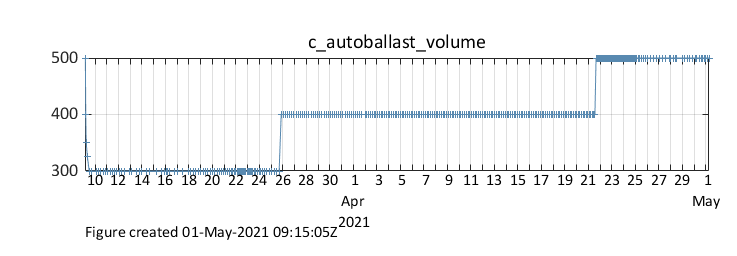 c_autoballast_volume
500
400
300
10 12 14 16 18 20 22 24 26 28 30 1 3 5 7 9 11 13 15 17 19 21 23 25 27 29 1
Apr May
2021
Figure created 01-May-2021 09:15:05Z